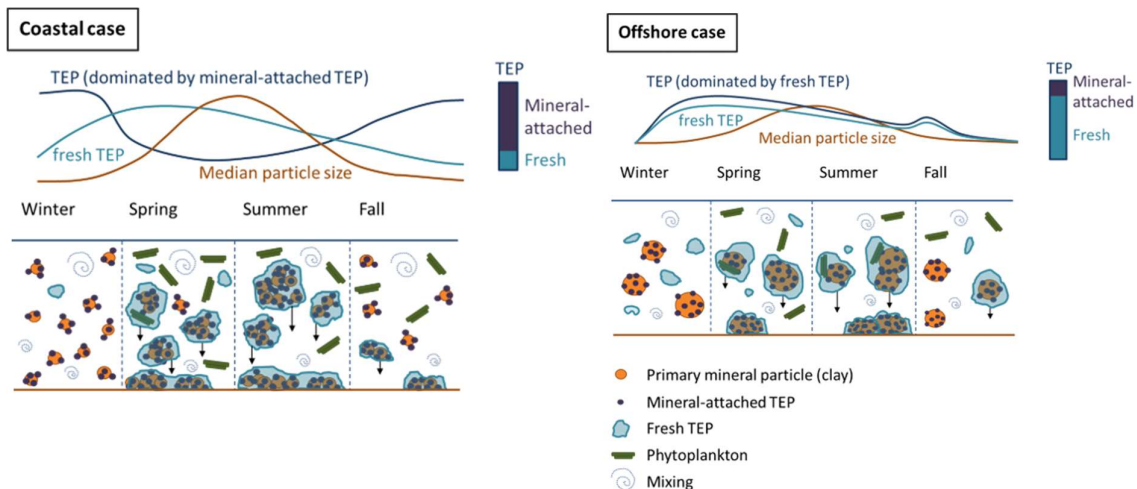 Coastal case
TEP (dominated by mineral-attached TEP)
fresh TEP
Median particle size
TEP
Mineral-
attached
Fresh
Winter Spring Summer Fall
Offshore case
TEP (dominated by fresh TEP)
fresh TEP
Median particle size
TEP
Mineral-
attached
Fresh
Winter Spring Summer Fall
Primary mineral particle (clay)
Mineral-attached TEP
Fresh TEP
Phytoplankton
Mixing